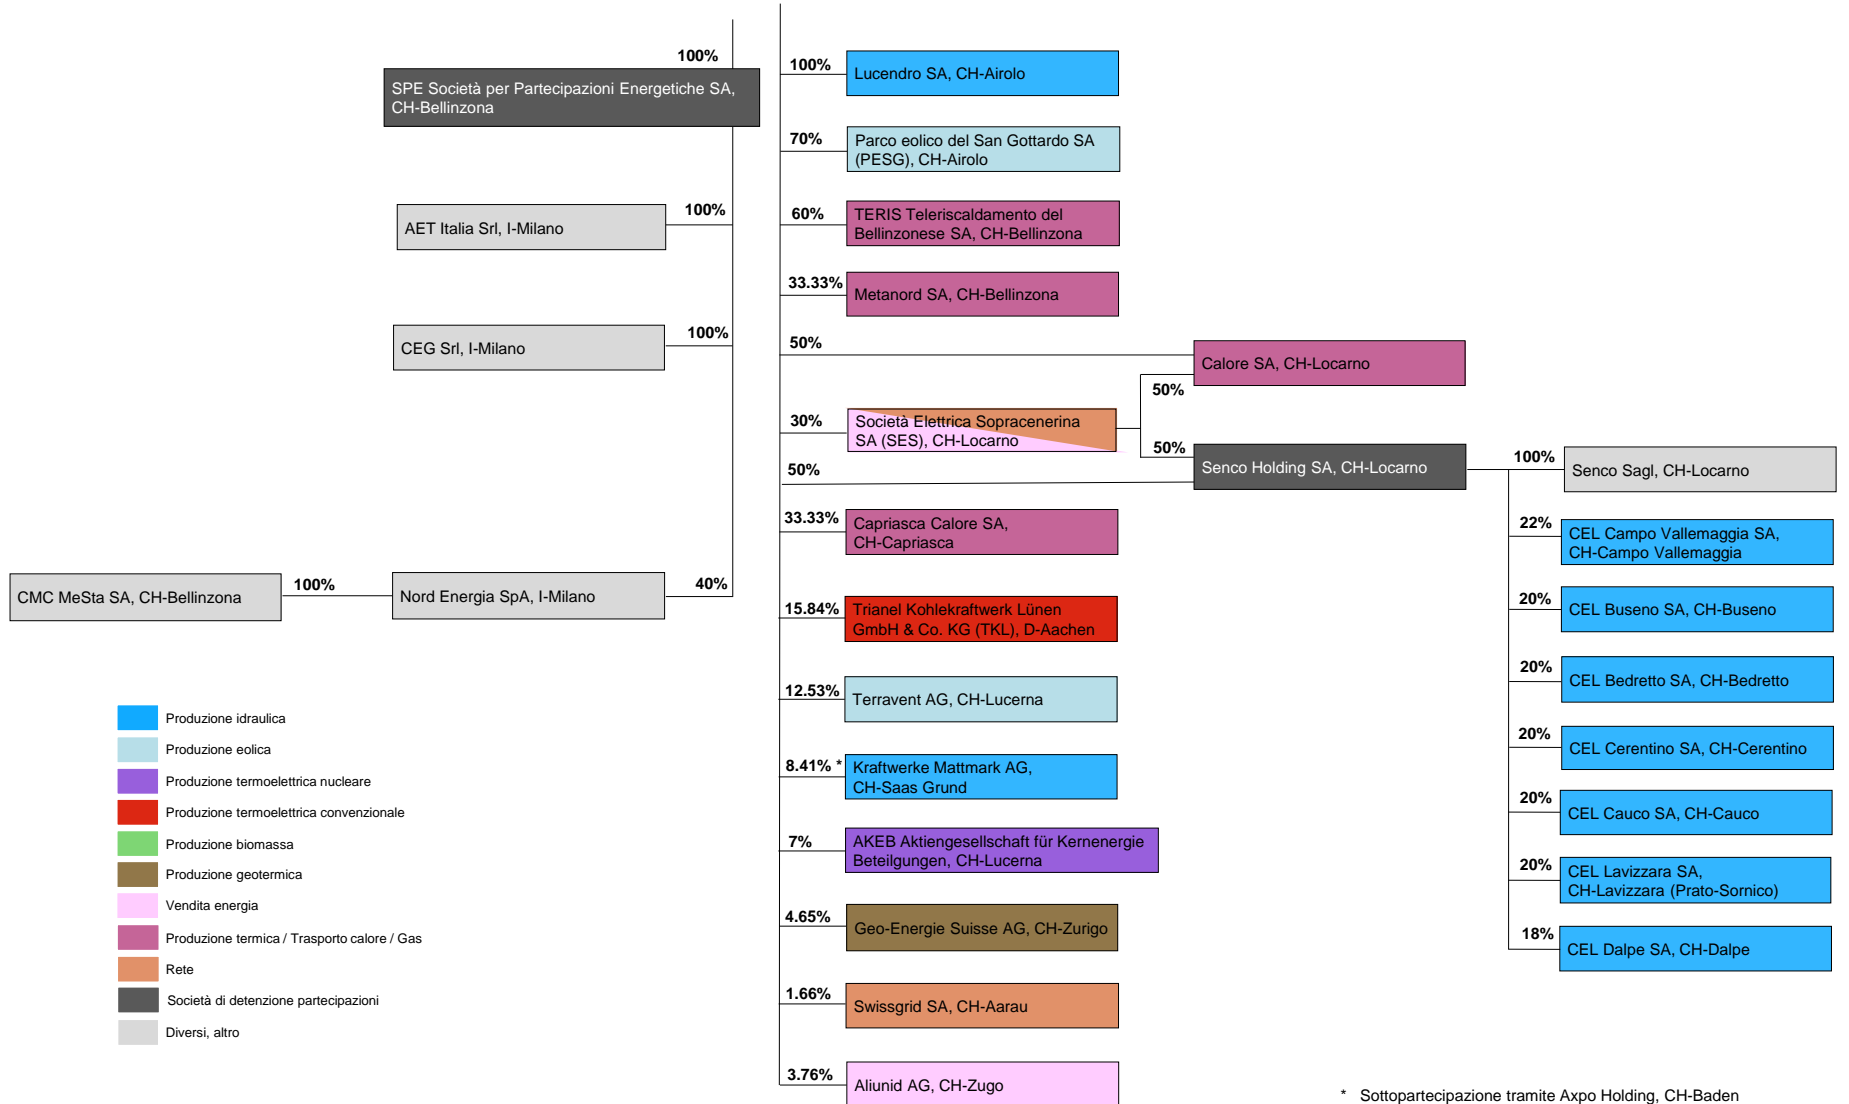 100%
SPE Società per Partecipazioni Energetiche SA,
CH-Bellinzona
100%
AET Italia Srl, I-Milano
100%
CEG Srl, I-Milano
40%
Nord Energia SpA, I-Milano
100%
CMC MeSta SA, CH-Bellinzona
100%
Lucendro SA, CH-Airolo
70%
Parco eolico del San Gottardo SA
(PESG), CH-Airolo
60%
TERIS Teleriscaldamento del
Bellinzonese SA, CH-Bellinzona
33.33%
Metanord SA, CH-Bellinzona
50%
Calore SA, CH-Locarno
50%
30%
Società Elettrica Sopracenerina
SA (SES), CH-Locarno
50%
50%
Senco Holding SA, CH-Locarno
100%
Senco Sagl, CH-Locarno
22%
CEL Campo Vallemaggia SA,
CH-Campo Vallemaggia
20%
CEL Buseno SA, CH-Buseno
20%
CEL Bedretto SA, CH-Bedretto
20%
CEL Cerentino SA, CH-Cerentino
20%
CEL Cauco SA, CH-Cauco
20%
CEL Lavizzara SA,
CH-Lavizzara (Prato-Sornico)
18%
CEL Dalpe SA, CH-Dalpe
33.33%
Capriasca Calore SA,
CH-Capriasca
15.84%
Trianel Kohlekraftwerk Lünen
GmbH & Co. KG (TKL), D-Aachen
12.53%
Terravent AG, CH-Lucerna
8.41% *
Kraftwerke Mattmark AG,
CH-Saas Grund
7%
AKEB Aktiengesellschaft für Kernenergie
Beteilgungen, CH-Lucerna
4.65%
Geo-Energie Suisse AG, CH-Zurigo
1.66%
Swissgrid SA, CH-Aarau
3.76%
Aliunid AG, CH-Zugo
Produzione idraulica
Produzione eolica
Produzione termoelettrica nucleare
Produzione termoelettrica convenzionale
Produzione biomassa
Produzione geotermica
Vendita energia
Produzione termica / Trasporto calore / Gas
Rete
Società di detenzione partecipazioni
Diversi, altro
* Sottopartecipazione tramite Axpo Holding, CH-Baden